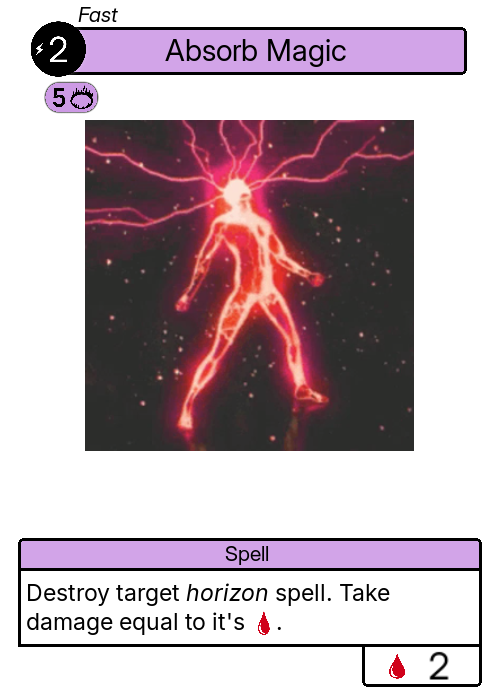 Fast
2
Absorb Magic
5
Spell
Destroy target horizon spell. Take
damage equal to it's .
2